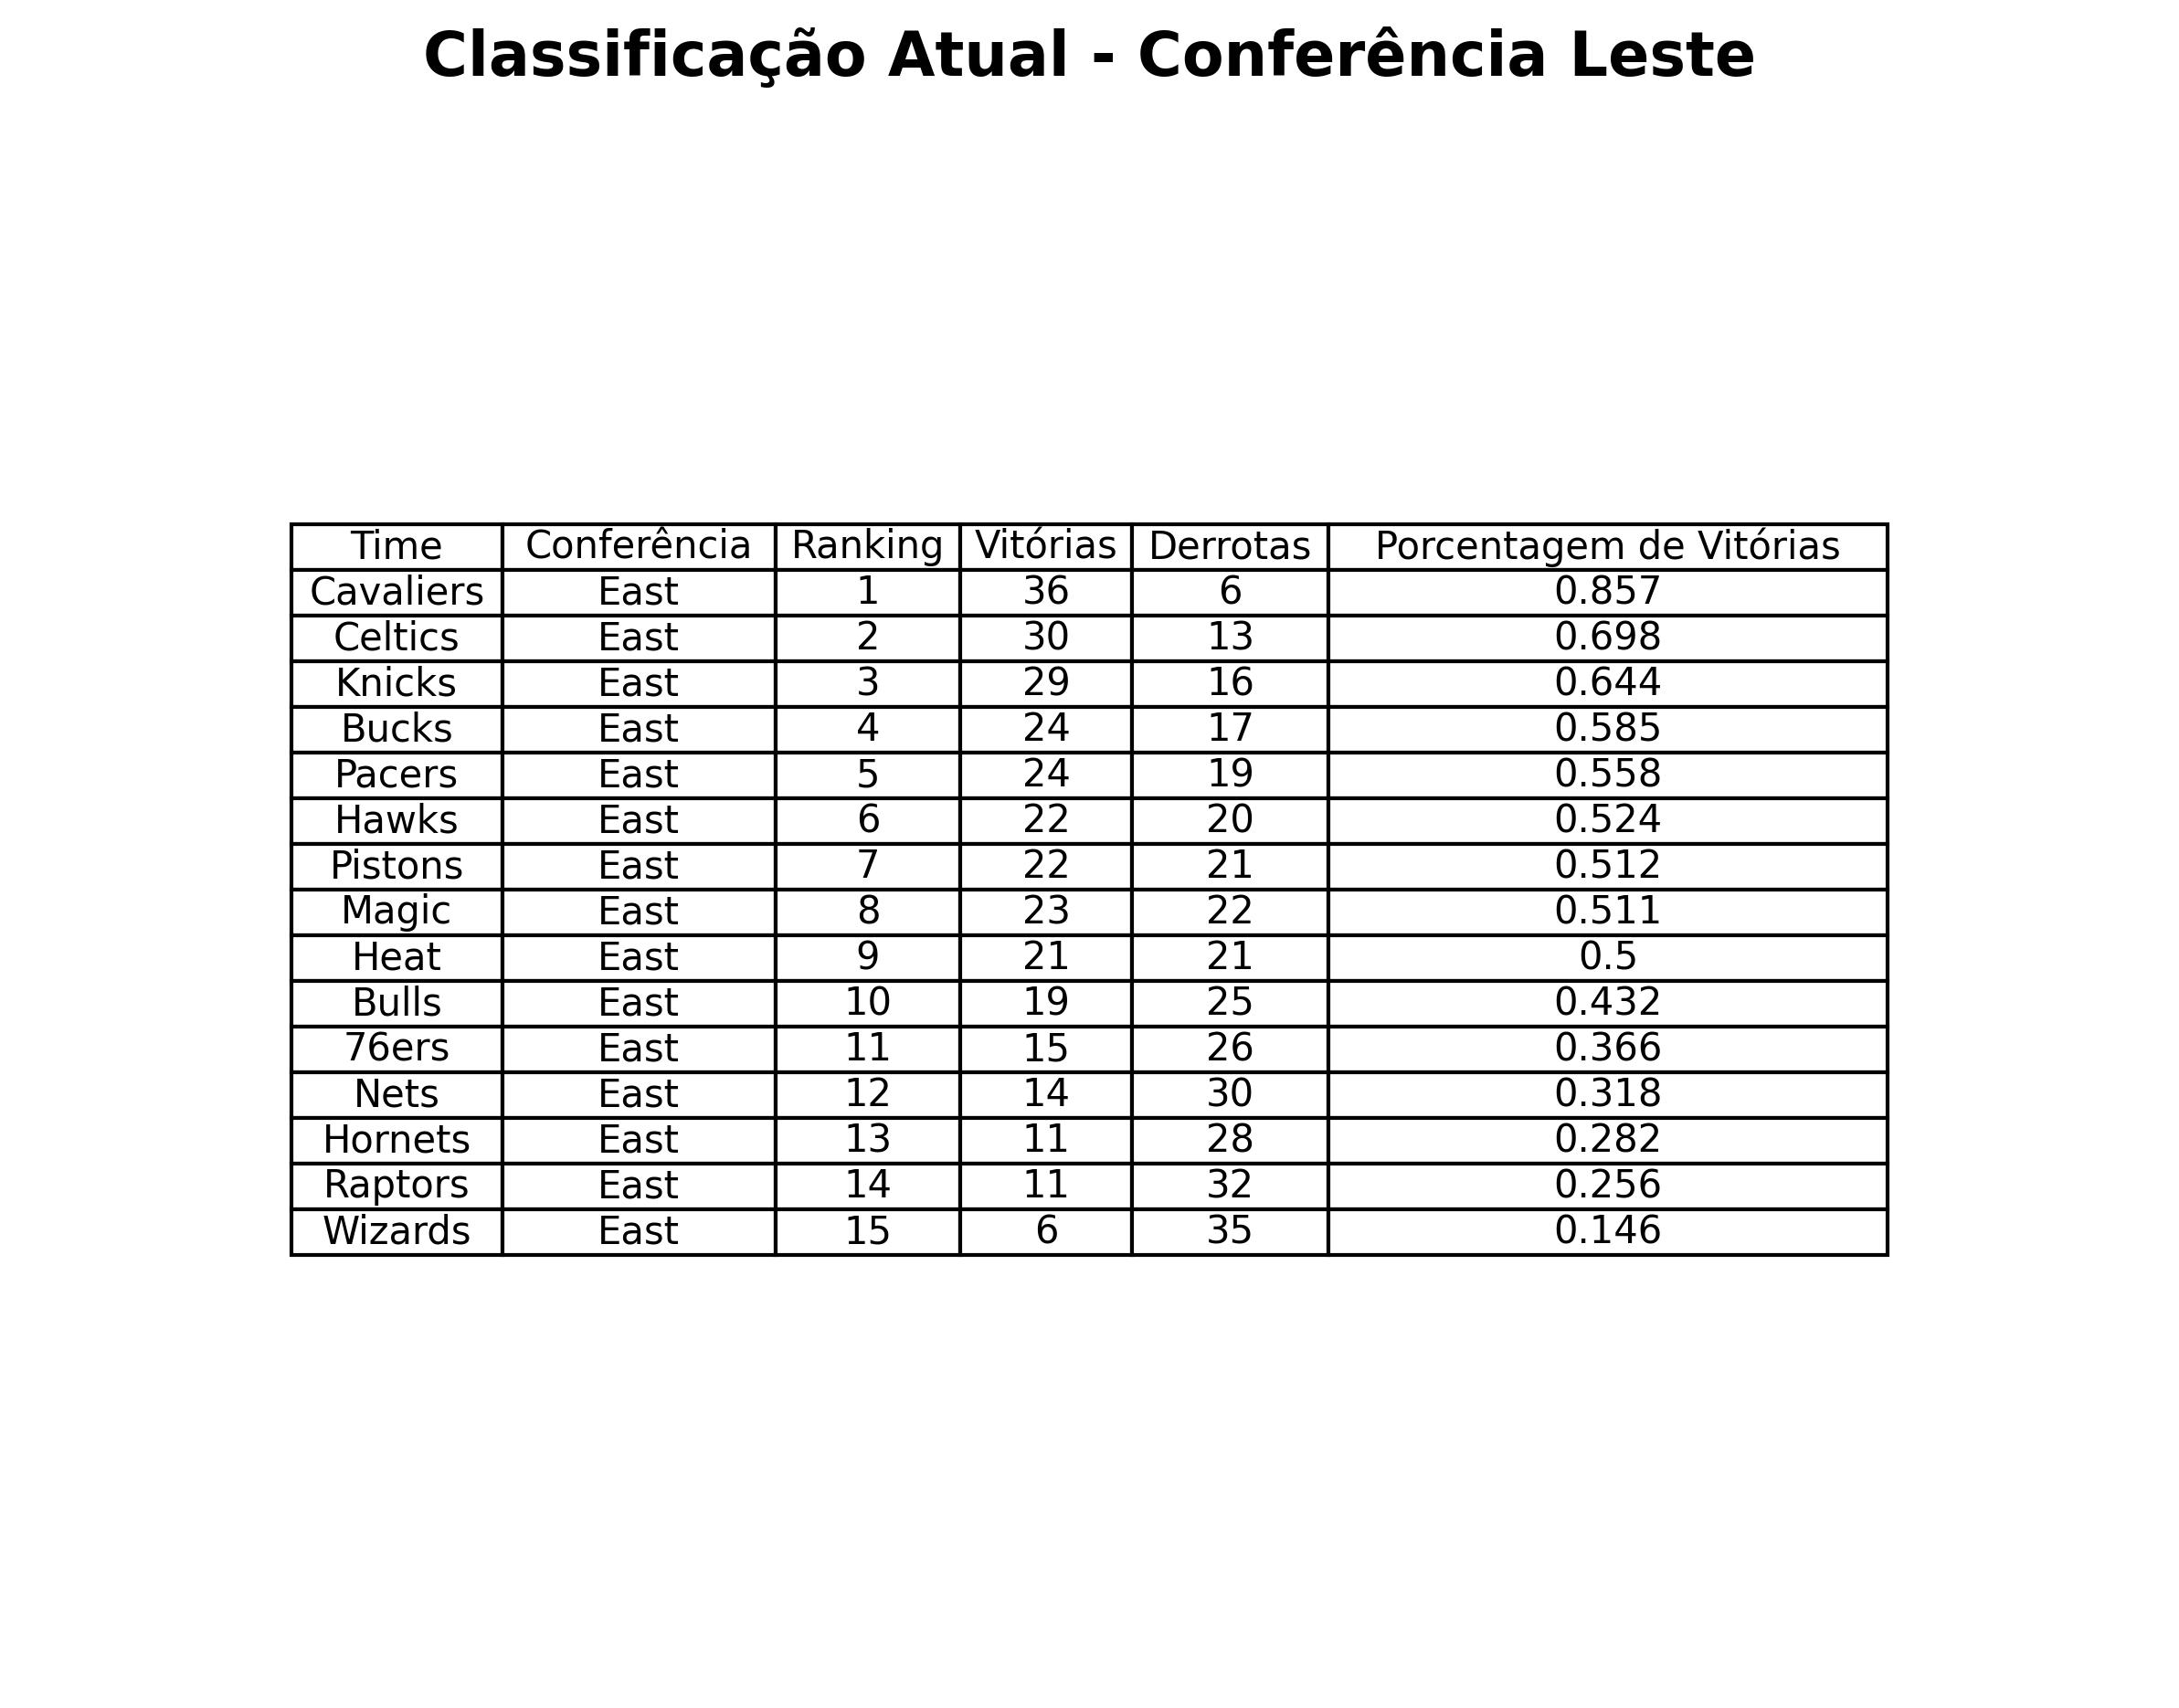 Classificação Atual - Conferência Leste
Time Conferência Ranking Vitórias Derrotas Porcentagem de Vitórias
Cavaliers East 1 36 6 0.857
Celtics East 2 30 13 0.698
Knicks East 3 29 16 0.644
Bucks East 4 24 17 0.585
Pacers East 5 24 19 0.558
Hawks East 6 22 20 0.524
Pistons East 7 22 21 0.512
Magic East 8 23 22 0.511
Heat East 9 21 21 0.5
Bulls East 10 19 25 0.432
76ers East 11 15 26 0.366
Nets East 12 14 30 0.318
Hornets East 13 11 28 0.282
Raptors East 14 11 32 0.256
Wizards East 15 6 35 0.146